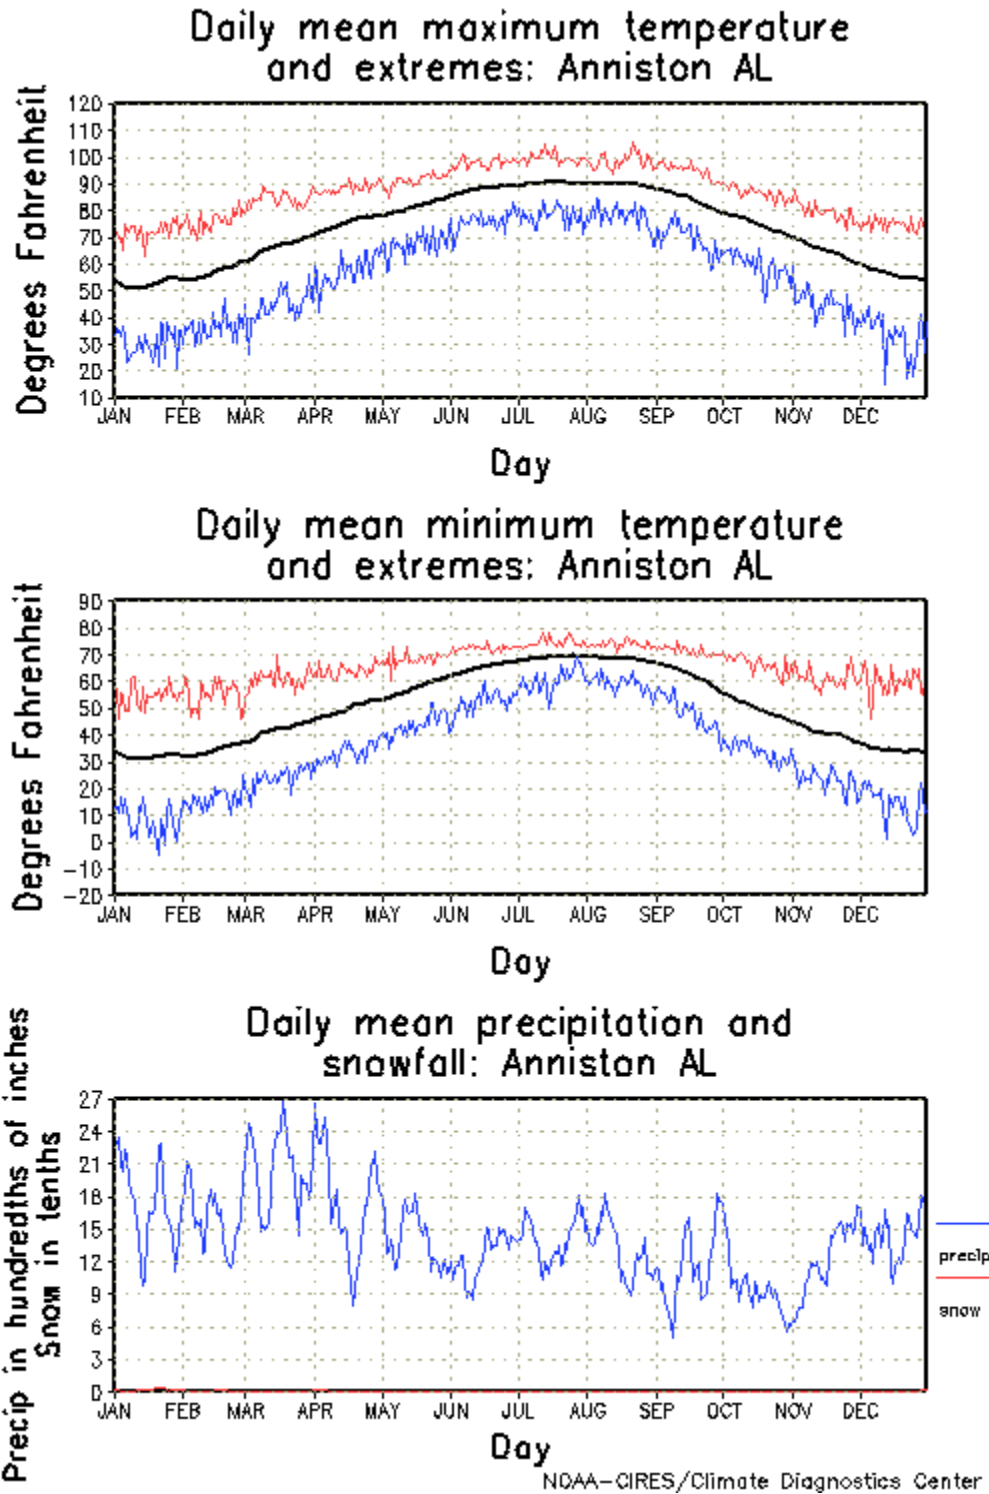 Daily mean maximum temperature
and extremes: Anniston AL
Degrees Fahrenheit
120
110
100
90
80
70
60
50
40
30
20
10
JAN FEB MAR APR MAY JUN JUL AUG SEP OCT NOV DEC
Day
Daily mean minimum temperature
and extremes: Anniston AL
Degrees Fahrenheit
90
80
70
60
50
40
30
20
10
0
-10
-20
JAN FEB MAR APR MAY JUN JUL AUG SEP OCT NOV DEC
Day
Daily mean precipitation and
snowfall: Anniston AL
Precip in hundredths of inches
Snow in tenths
27
24
21
18
15
12
9
6
3
0
precip
snow
JAN FEB MAR APR MAY JUN JUL AUG SEP OCT NOV DEC
Day
NOAA-CIRES/Climate Diagnostics Center